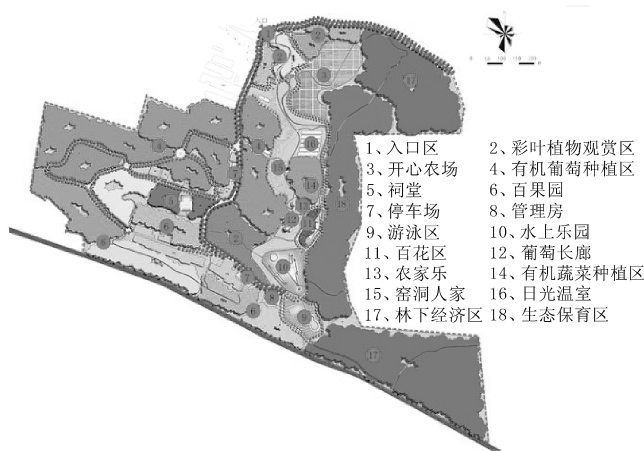 入口
1、入口区 2、彩叶植物观赏区
3、开心农场 4、有机葡萄种植区
5、祠堂 6、百果园
7、停车场 8、管理房
9、游泳区 10、水上乐园
11、百花区 12、葡萄长廊
13、农家乐 14、有机蔬菜种植区
15、窑洞人家 16、日光温室
17、林下经济区 18、生态保育区